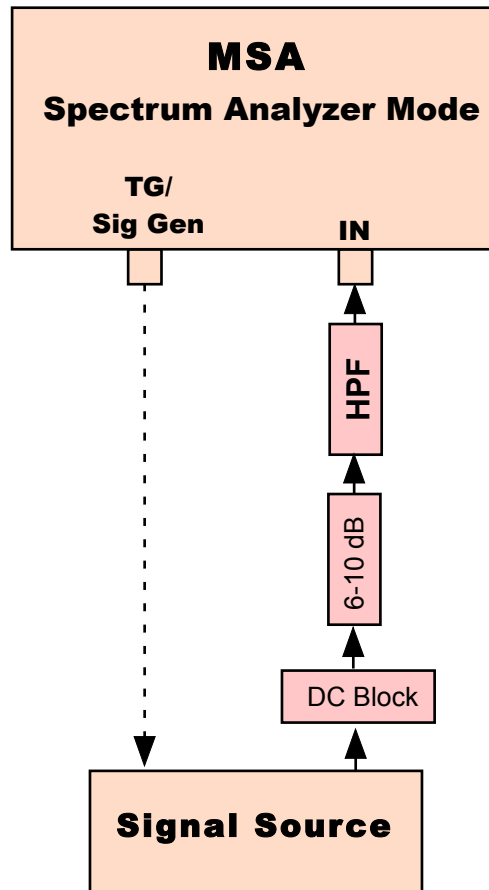 MSA
Spectrum Analyzer Mode
TG/
Sig Gen
IN
HPF
6-10 dB
DC Block
Signal Source